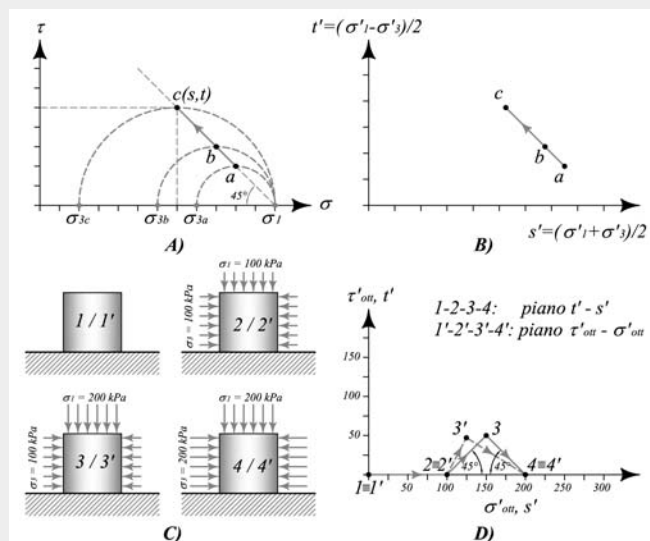 τ
c(s,t)
b
a
45°
σ3c
σ3b
σ3a
σ1
σ
A)
t'=(σ'1-σ'3)/2
c
b
a
s'=(σ'1+σ'3)/2
B)
1 / 1'
σ1 = 100 kPa
σ3 = 100 kPa
2 / 2'
σ1 = 200 kPa
σ3 = 100 kPa
3 / 3'
σ1 = 200 kPa
σ3 = 200 kPa
4 / 4'
C)
τ'ott, t'
1-2-3-4: piano t' - s'
1'-2'-3'-4': piano τ'ott - σ'ott
150
100
50
3'
3
2≡2'
45°
45°
4≡4'
1≡1'
50
100
150
200
250
300
σ'ott, s'
D)